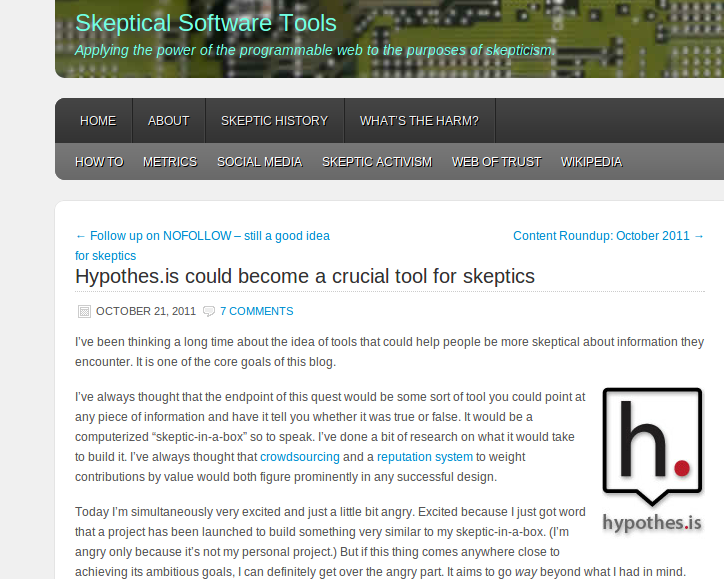 Skeptical Software Tools
Applying the power of the programmable web to the purposes of skepticism.
HOME ABOUT SKEPTIC HISTORY WHAT'S THE HARM?
HOW TO METRICS SOCIAL MEDIA SKEPTIC ACTIVISM WEB OF TRUST WIKIPEDIA
← Follow up on NOFOLLOW – still a good idea
for skeptics
Content Roundup: October 2011 →
Hypothes.is could become a crucial tool for skeptics
OCTOBER 21, 2011 7 COMMENTS
I've been thinking a long time about the idea of tools that could help people be more skeptical about information they
encounter. It is one of the core goals of this blog.
I've always thought that the endpoint of this quest would be some sort of tool you could point at
any piece of information and have it tell you whether it was true or false. It would be a
computerized “skeptic-in-a-box” so to speak. I've done a bit of research on what it would take
to build it. I've always thought that crowdsourcing and a reputation system to weight
contributions by value would both figure prominently in any successful design.
h.
hypothes.is
Today I'm simultaneously very excited and just a little bit angry. Excited because I just got word
that a project has been launched to build something very similar to my skeptic-in-a-box. (I'm
angry only because it's not my personal project.) But if this thing comes anywhere close to
achieving its ambitious goals, I can definitely get over the angry part. It aims to go way beyond what I had in mind.